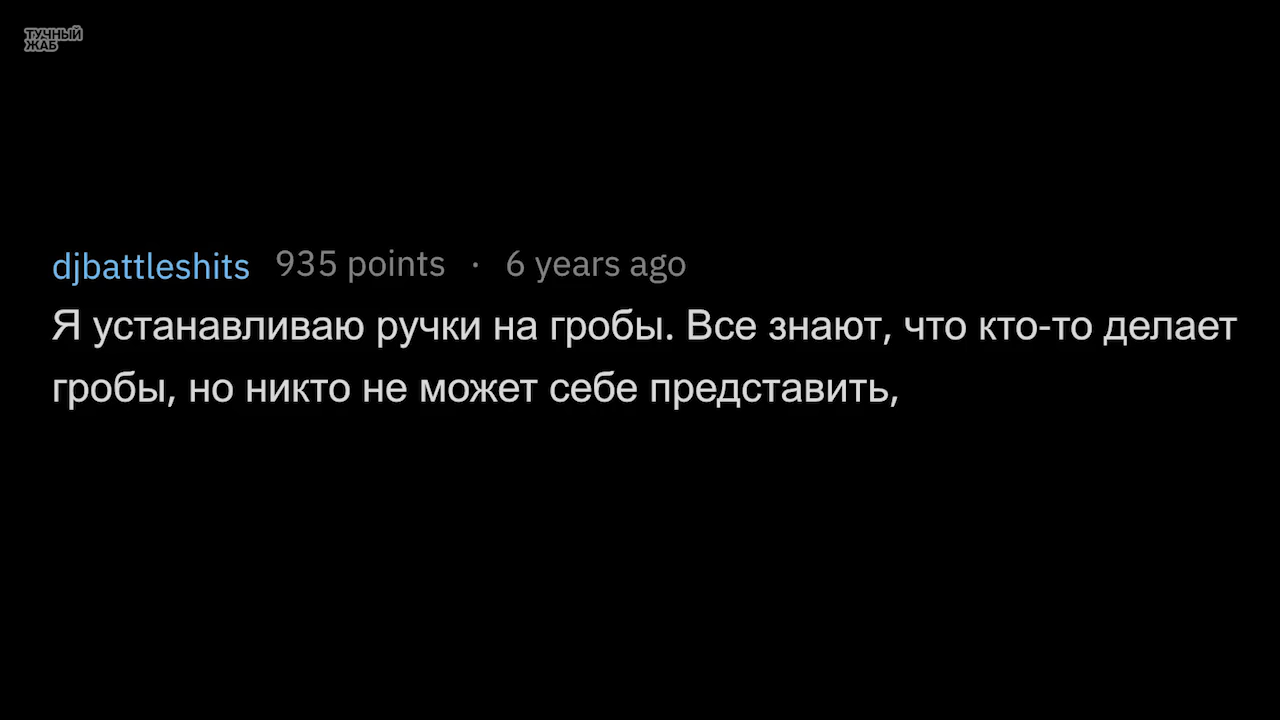 ТУЧНЫЙ
ЖАБ
djbattleshits 935 points · 6 years ago
Я устанавливаю ручки на гробы. Все знают, что кто-то делает
гробы, но никто не может себе представить,